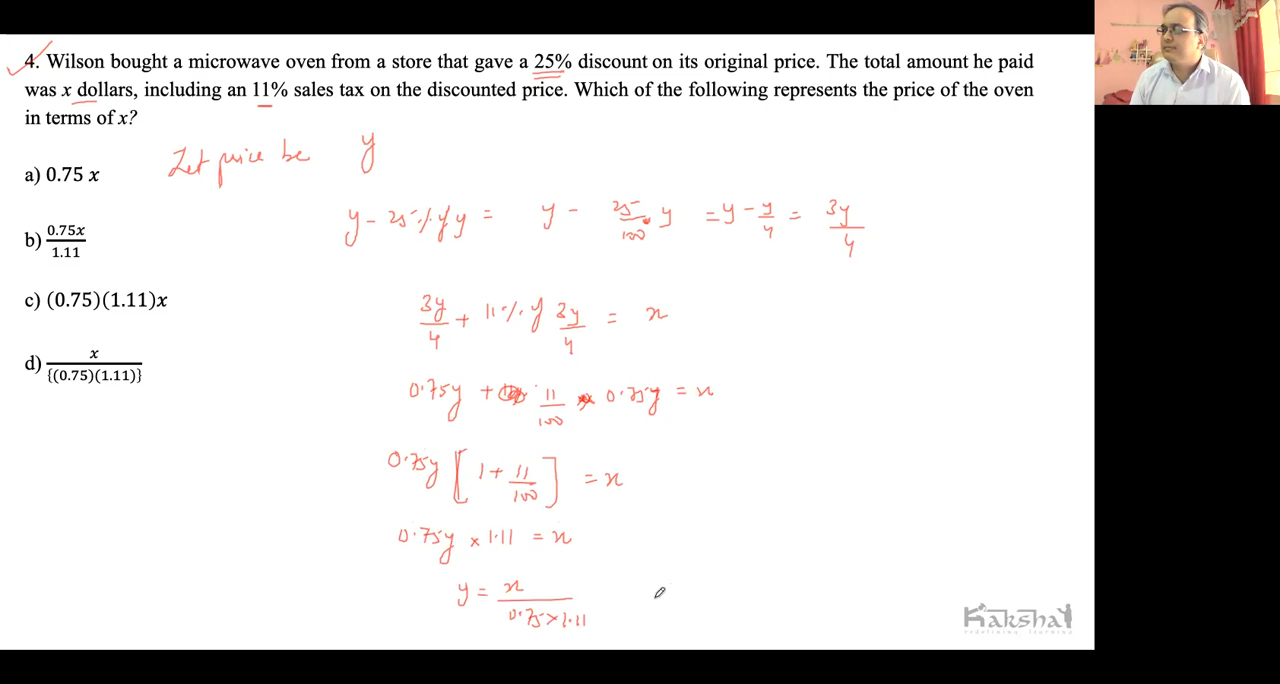 4. Wilson bought a microwave oven from a store that gave a 25% discount on its original price. The total amount he paid
was x dollars, including an 11% sales tax on the discounted price. Which of the following represents the price of the oven
in terms of x?
Let price be y
a) 0.75 x
y - 25% of y = y - 25/100 y = y - y/4 = 3y/4
b) 0.75x/1.11
c) (0.75)(1.11)x
3y/4 + 11% of 3y/4 = x
d) x/{(0.75)(1.11)}
0.75y + 11/100 × 0.75y = x
0.75y [1 + 11/100] = x
0.75y × 1.11 = x
y = x/0.75 × 1.11
Kaksha
redefining learning